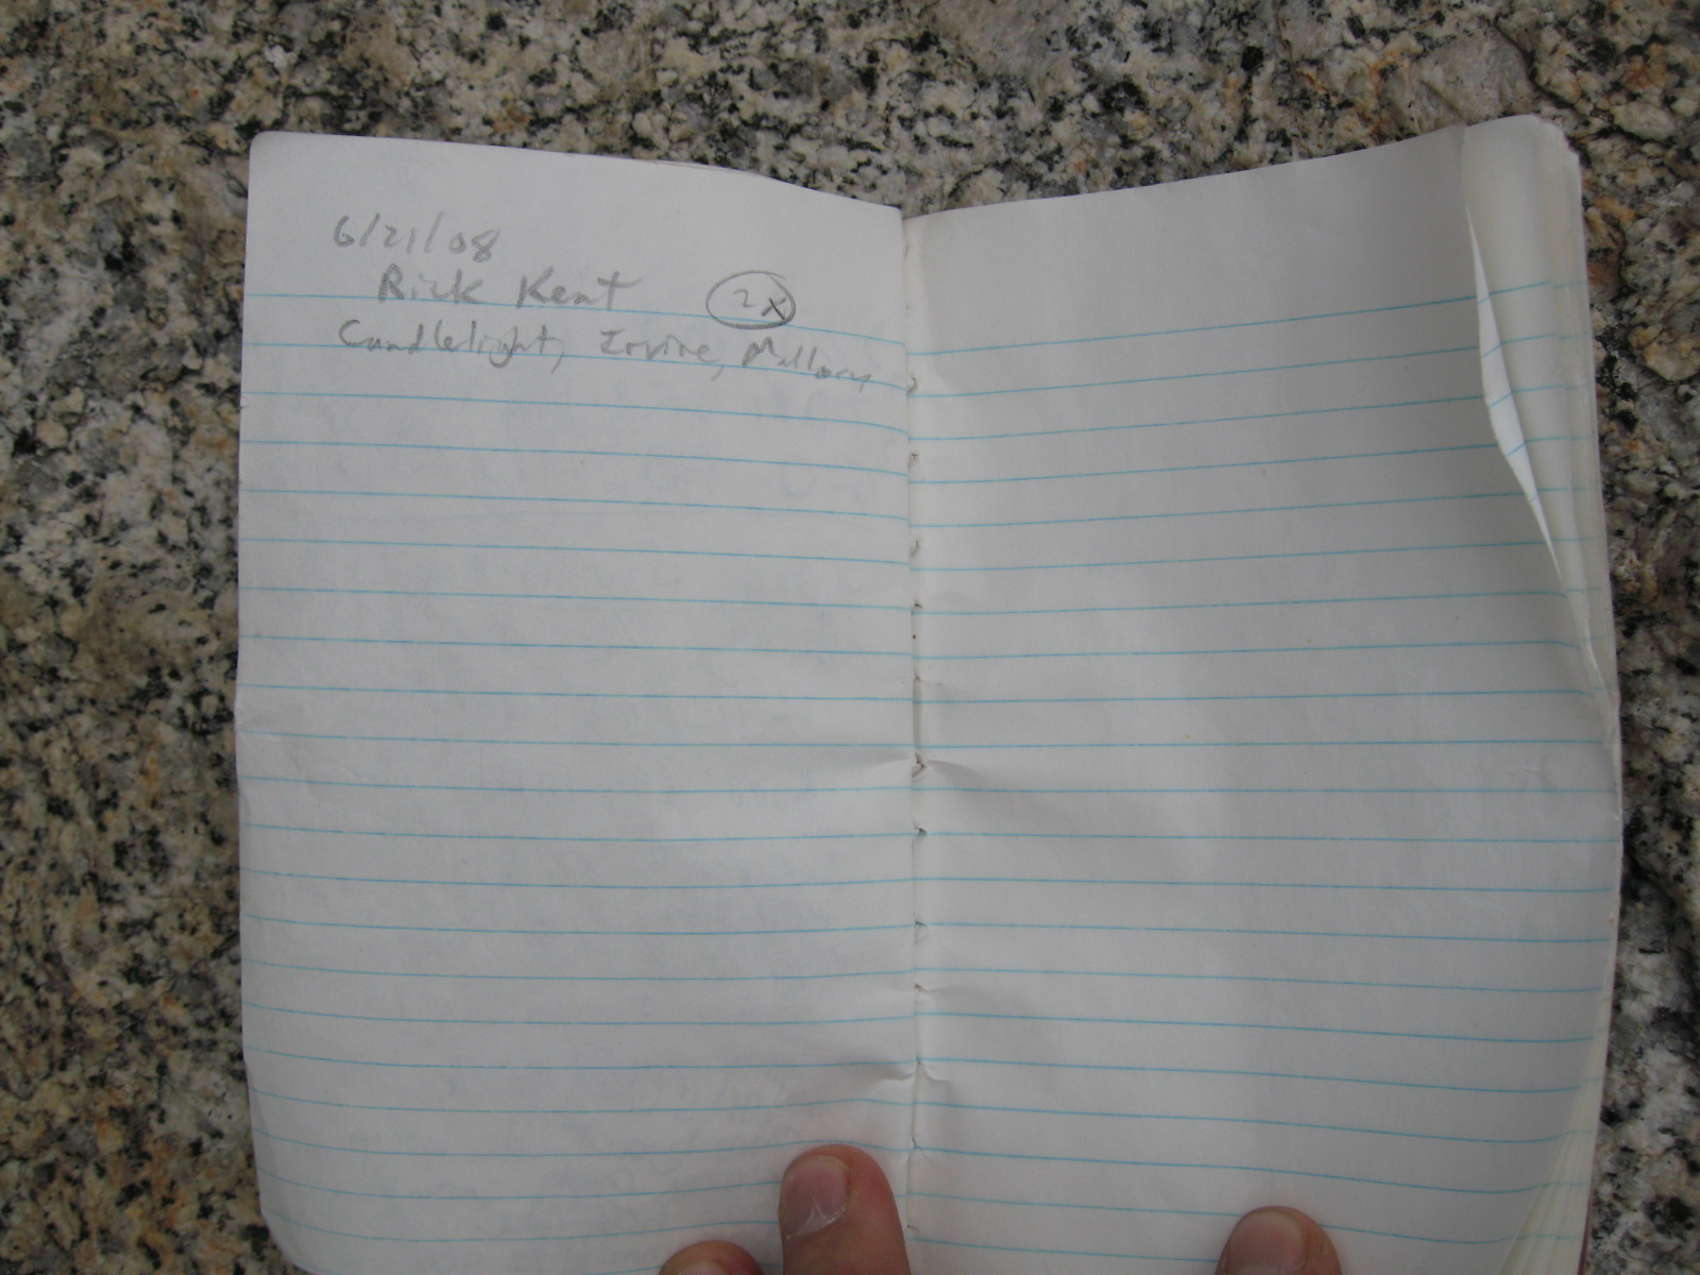 6/21/08
Rick Kent 2x
Candlelight, Irvine, Mallory